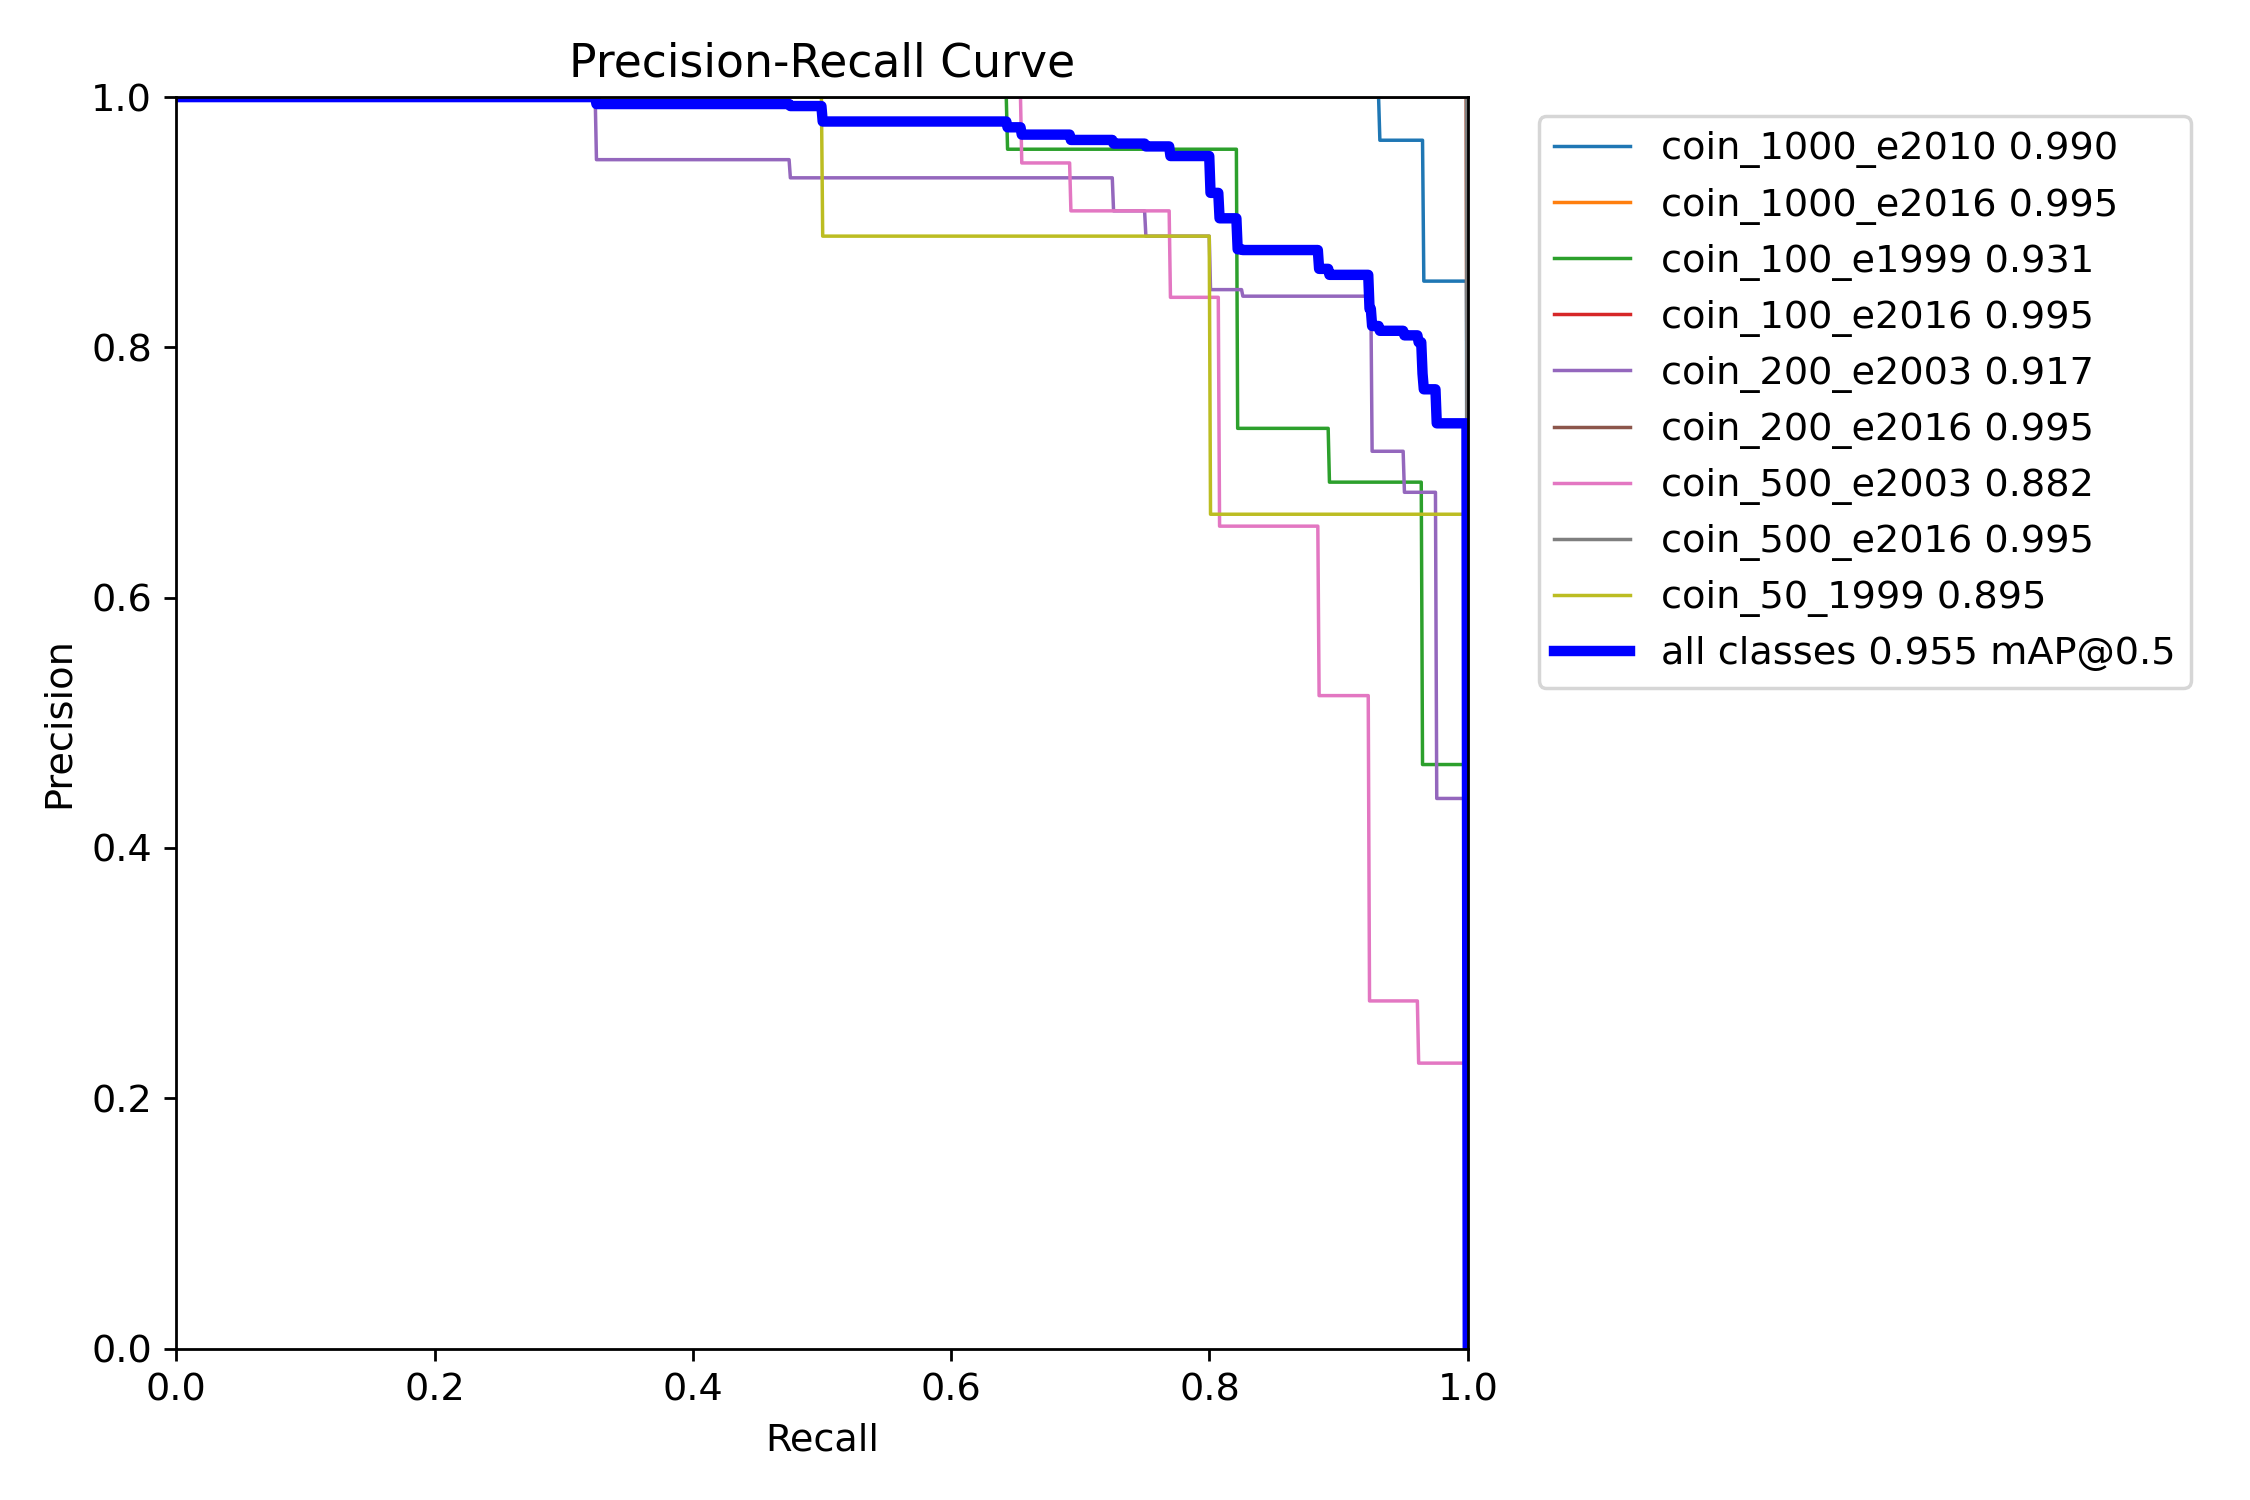 Precision-Recall Curve
1.0
0.8
0.6
0.4
0.2
0.0
Precision
0.0 0.2 0.4 0.6 0.8 1.0
Recall
coin_1000_e2010 0.990
coin_1000_e2016 0.995
coin_100_e1999 0.931
coin_100_e2016 0.995
coin_200_e2003 0.917
coin_200_e2016 0.995
coin_500_e2003 0.882
coin_500_e2016 0.995
coin_50_1999 0.895
all classes 0.955 mAP@0.5